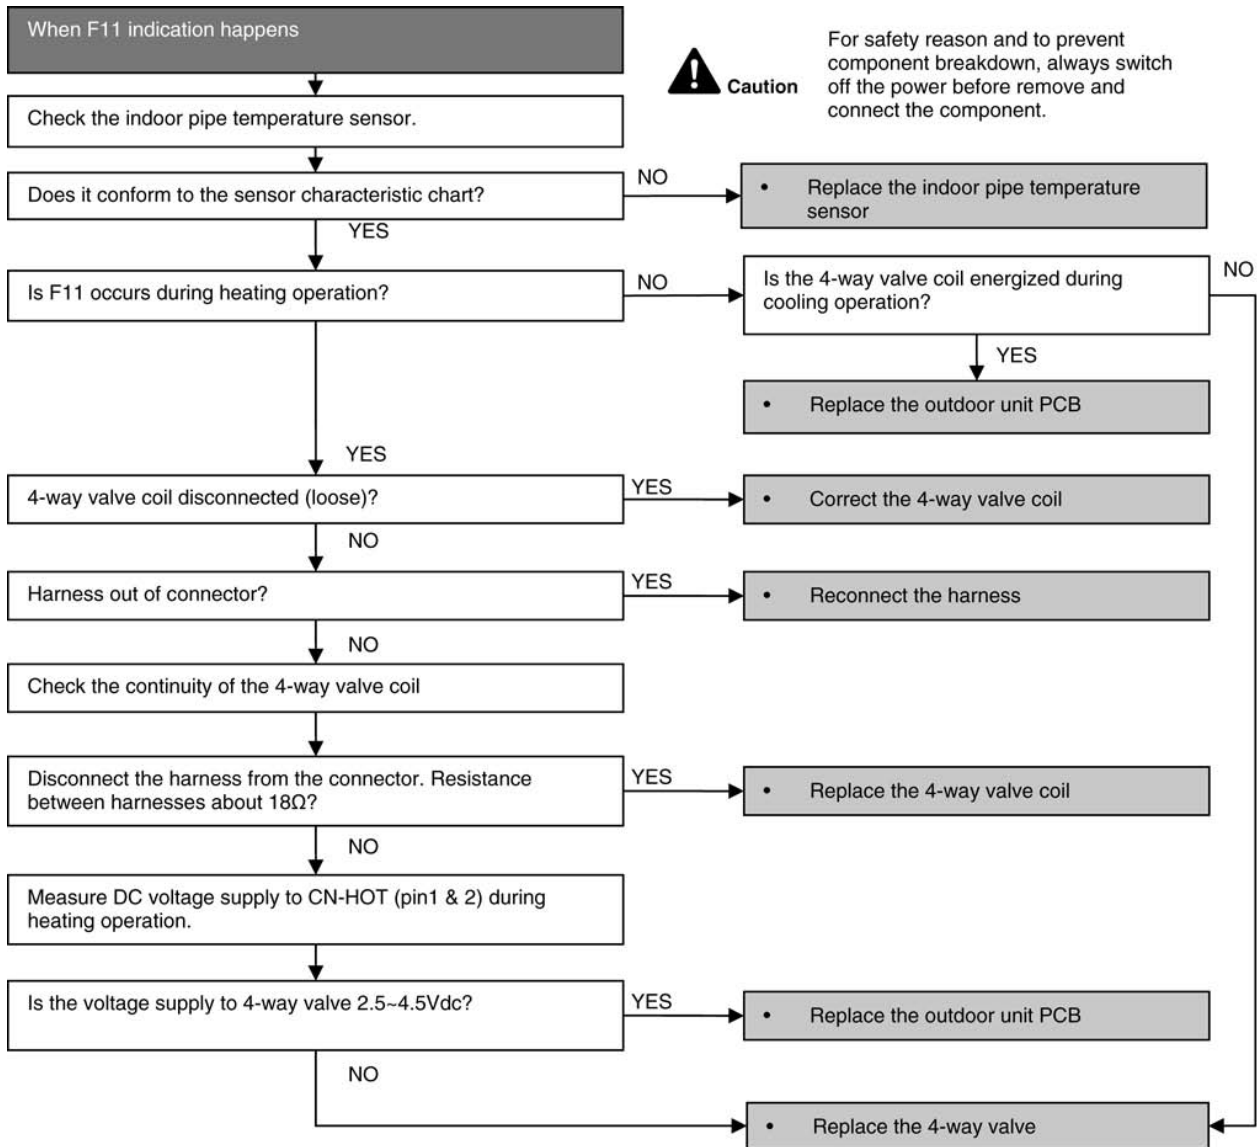 When F11 indication happens
Caution
For safety reason and to prevent
component breakdown, always switch
off the power before remove and
connect the component.
Check the indoor pipe temperature sensor.
Does it conform to the sensor characteristic chart?
NO
• Replace the indoor pipe temperature
sensor
YES
Is F11 occurs during heating operation?
NO
Is the 4-way valve coil energized during
cooling operation?
NO
YES
• Replace the outdoor unit PCB
YES
4-way valve coil disconnected (loose)?
YES
• Correct the 4-way valve coil
NO
Harness out of connector?
YES
• Reconnect the harness
NO
Check the continuity of the 4-way valve coil
Disconnect the harness from the connector. Resistance
between harnesses about 18Ω?
YES
• Replace the 4-way valve coil
NO
Measure DC voltage supply to CN-HOT (pin1 & 2) during
heating operation.
Is the voltage supply to 4-way valve 2.5~4.5Vdc?
YES
• Replace the outdoor unit PCB
NO
• Replace the 4-way valve